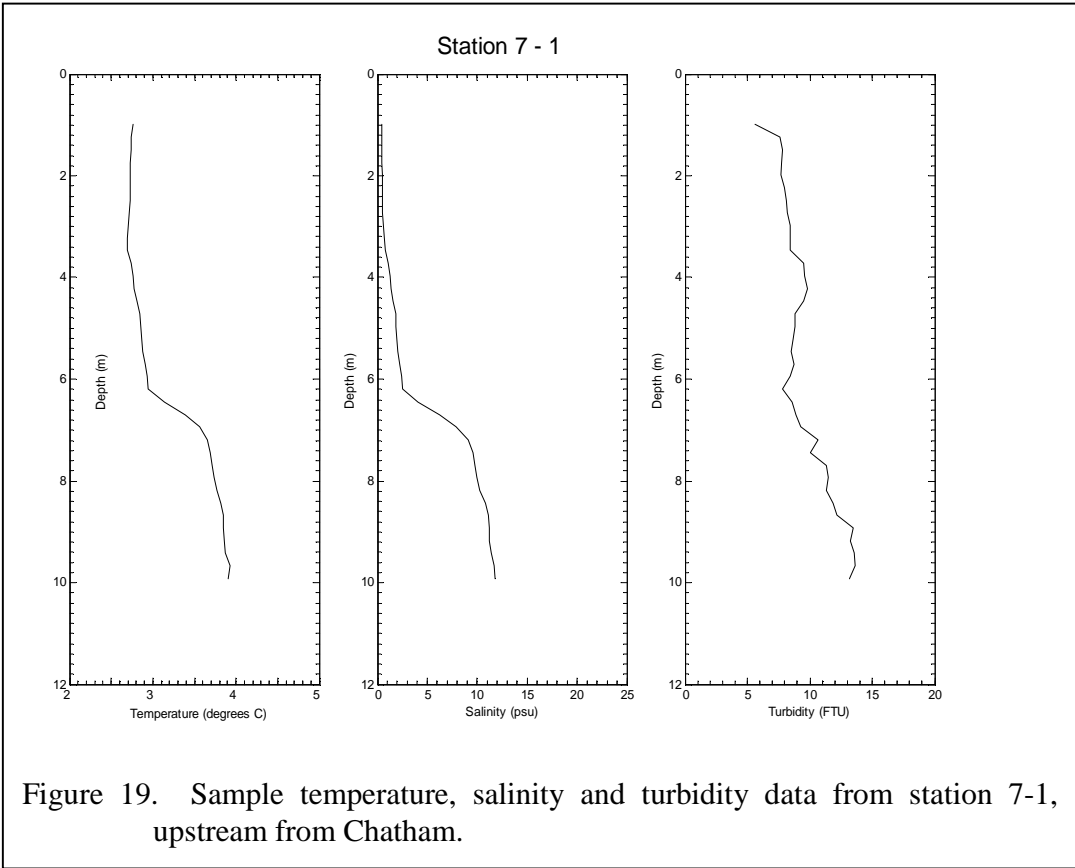 Station 7 - 1
0
2
4
6
8
10
12
Depth (m)
2 3 4 5
Temperature (degrees C)
0
2
4
6
8
10
12
Depth (m)
0 5 10 15 20 25
Salinity (psu)
0
2
4
6
8
10
12
Depth (m)
0 5 10 15 20
Turbidity (FTU)
Figure 19. Sample temperature, salinity and turbidity data from station 7-1,
upstream from Chatham.